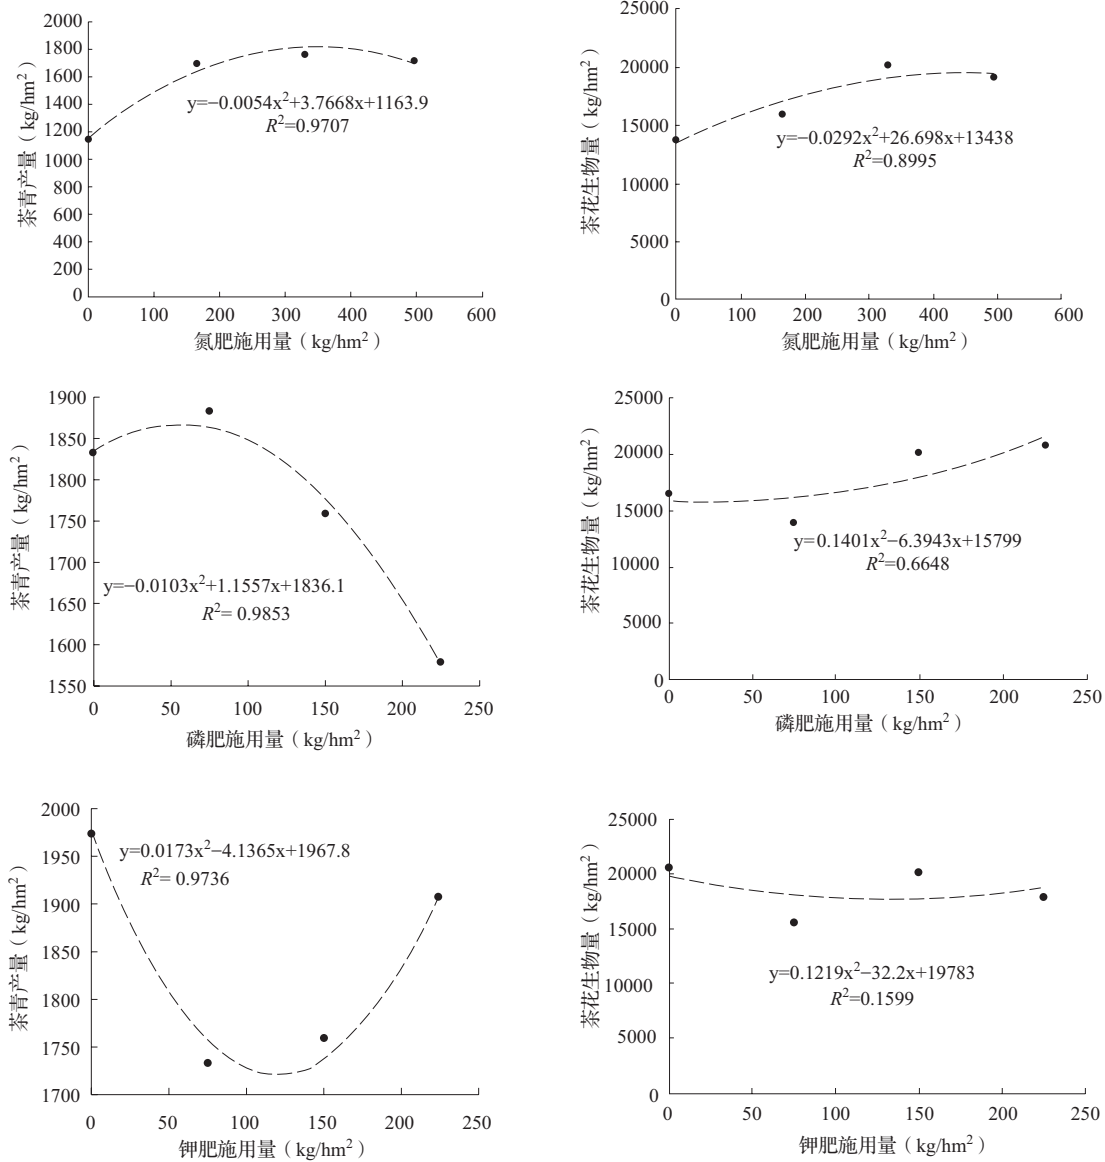 2000
1800
1600
1400
1200
1000
800
600
400
200
0
茶青产量（kg/hm²）
y=−0.0054x²+3.7668x+1163.9
R²=0.9707
0 100 200 300 400 500 600
氮肥施用量（kg/hm²）
25000
20000
15000
10000
5000
0
茶花生物量（kg/hm²）
y=−0.0292x²+26.698x+13438
R²=0.8995
0 100 200 300 400 500 600
氮肥施用量（kg/hm²）
1900
1850
1800
1750
1700
1650
1600
1550
茶青产量（kg/hm²）
y=−0.0103x²+1.1557x+1836.1
R²= 0.9853
0 50 100 150 200 250
磷肥施用量（kg/hm²）
25000
20000
15000
10000
5000
0
茶花生物量（kg/hm²）
y=0.1401x²−6.3943x+15799
R²=0.6648
0 50 100 150 200 250
磷肥施用量（kg/hm²）
2000
1950
1900
1850
1800
1750
1700
茶青产量（kg/hm²）
y=0.0173x²−4.1365x+1967.8
R²= 0.9736
0 50 100 150 200 250
钾肥施用量（kg/hm²）
25000
20000
15000
10000
5000
0
茶花生物量（kg/hm²）
y=0.1219x²−32.2x+19783
R²=0.1599
0 50 100 150 200 250
钾肥施用量（kg/hm²）